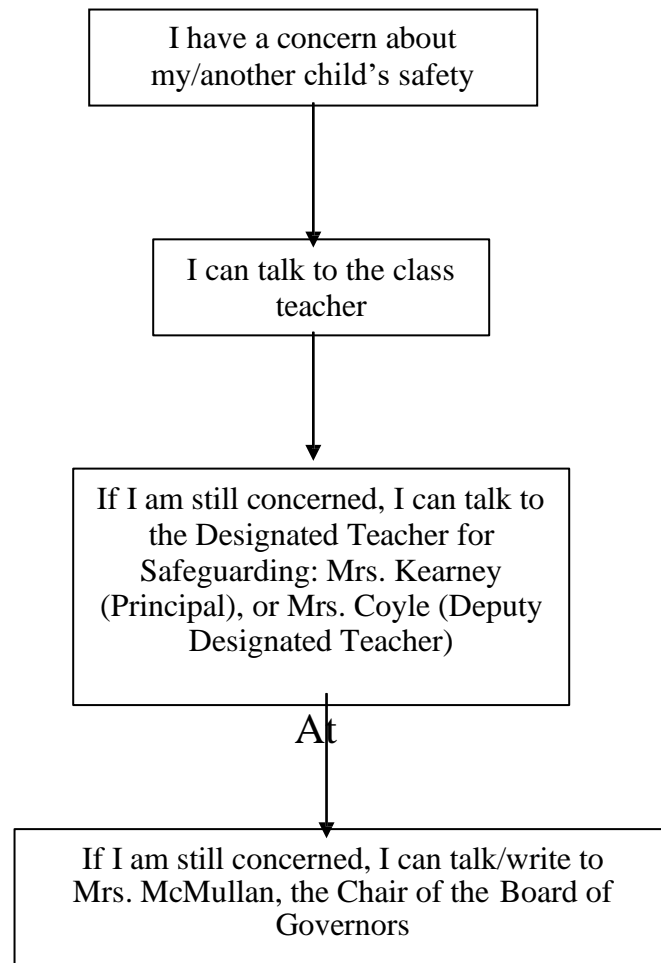 I have a concern about
my/another child’s safety
I can talk to the class
teacher
If I am still concerned, I can talk to
the Designated Teacher for
Safeguarding: Mrs. Kearney
(Principal), or Mrs. Coyle (Deputy
Designated Teacher)
At
If I am still concerned, I can talk/write to
Mrs. McMullan, the Chair of the Board of
Governors